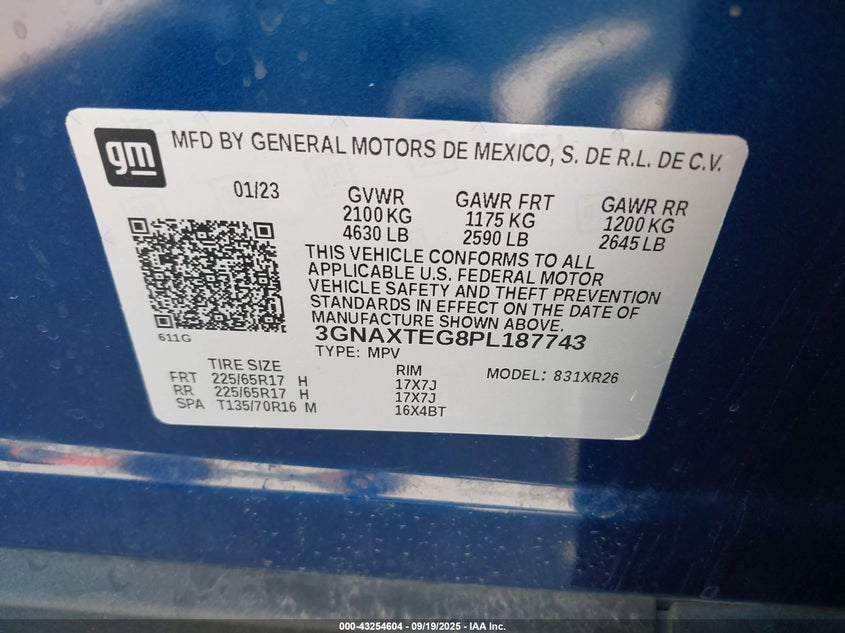 gm
MFD BY GENERAL MOTORS DE MEXICO, S. DE R.L. DE C.V.
01/23 GVWR GAWR FRT GAWR RR
2100 KG 1175 KG 1200 KG
4630 LB 2590 LB 2645 LB
THIS VEHICLE CONFORMS TO ALL
APPLICABLE U.S. FEDERAL MOTOR
VEHICLE SAFETY AND THEFT PREVENTION
STANDARDS IN EFFECT ON THE DATE OF
MANUFACTURE SHOWN ABOVE.
611G
3GNAXTEG8PL187743
TYPE: MPV
TIRE SIZE RIM MODEL: 831XR26
FRT 225/65R17 H 17X7J
RR 225/65R17 H 17X7J
SPA T135/70R16 M 16X4BT
000-43254604 - 09/19/2025 - IAA Inc.